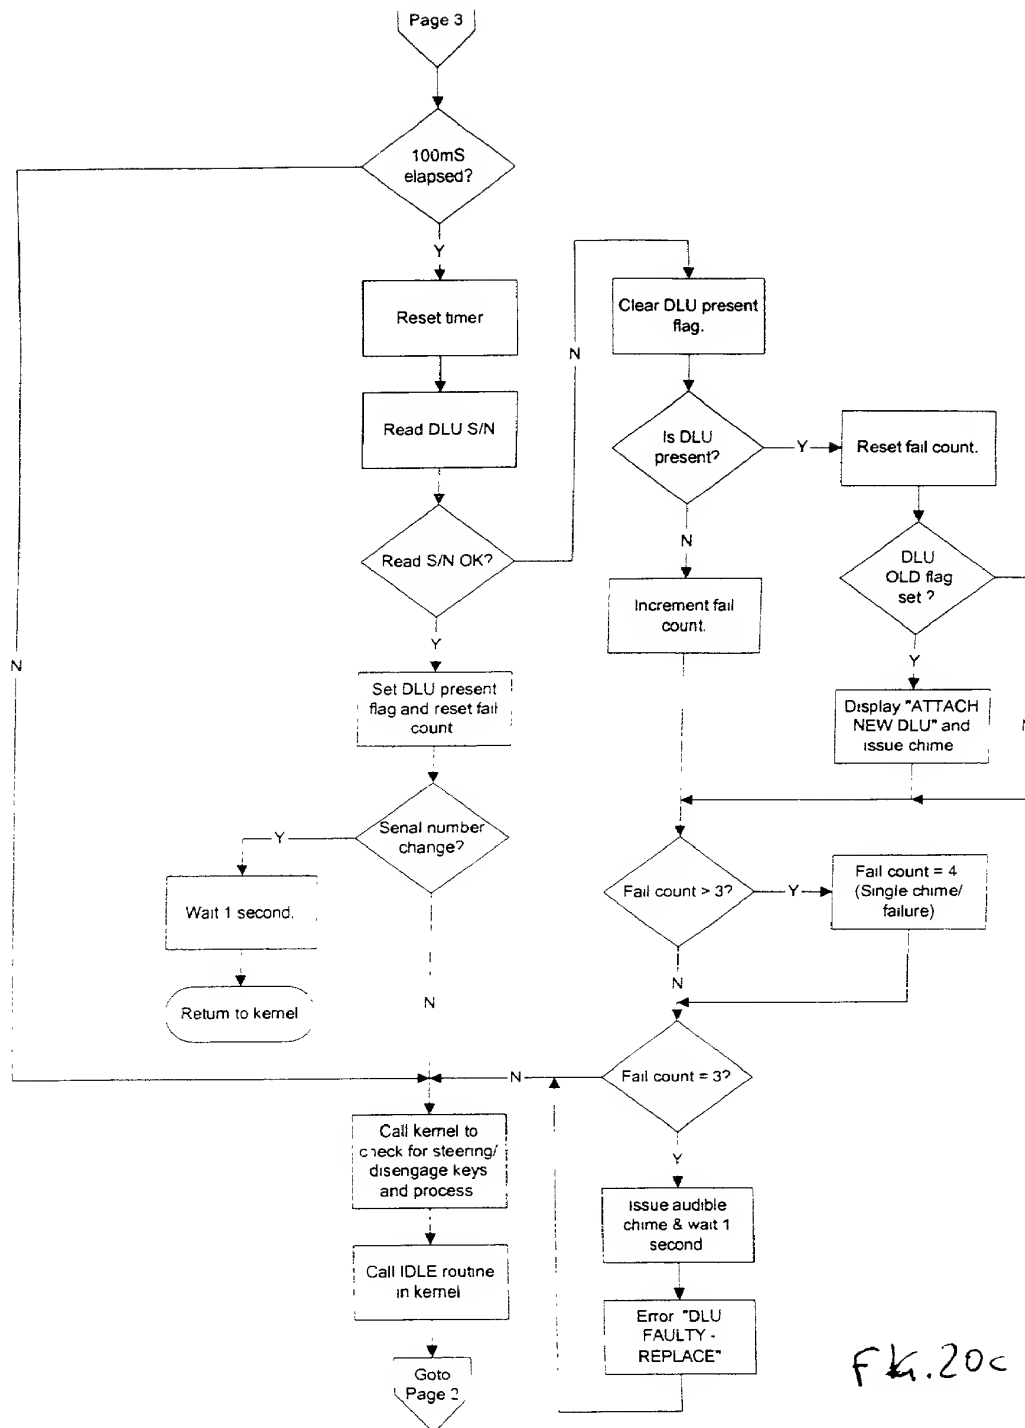 Page 3
100mS
elapsed?
Y
Reset timer
Read DLU S/N
Read S/N OK?
Y
Set DLU present
flag and reset fail
count
Serial number
change?
Y
Wait 1 second.
Return to kernel
N
N
Call kernel to
check for steering/
disengage keys
and process
Call IDLE routine
in kernel
Goto
Page 2
N
Clear DLU present
flag.
Is DLU
present?
Y
Reset fail count.
N
Increment fail
count.
DLU
OLD flag
set ?
Y
Display "ATTACH
NEW DLU" and
issue chime
Fail count > 3?
Y
Fail count = 4
(Single chime/
failure)
N
Fail count = 3?
N
Y
Issue audible
chime & wait 1
second
Error "DLU
FAULTY -
REPLACE"
FIG.20c